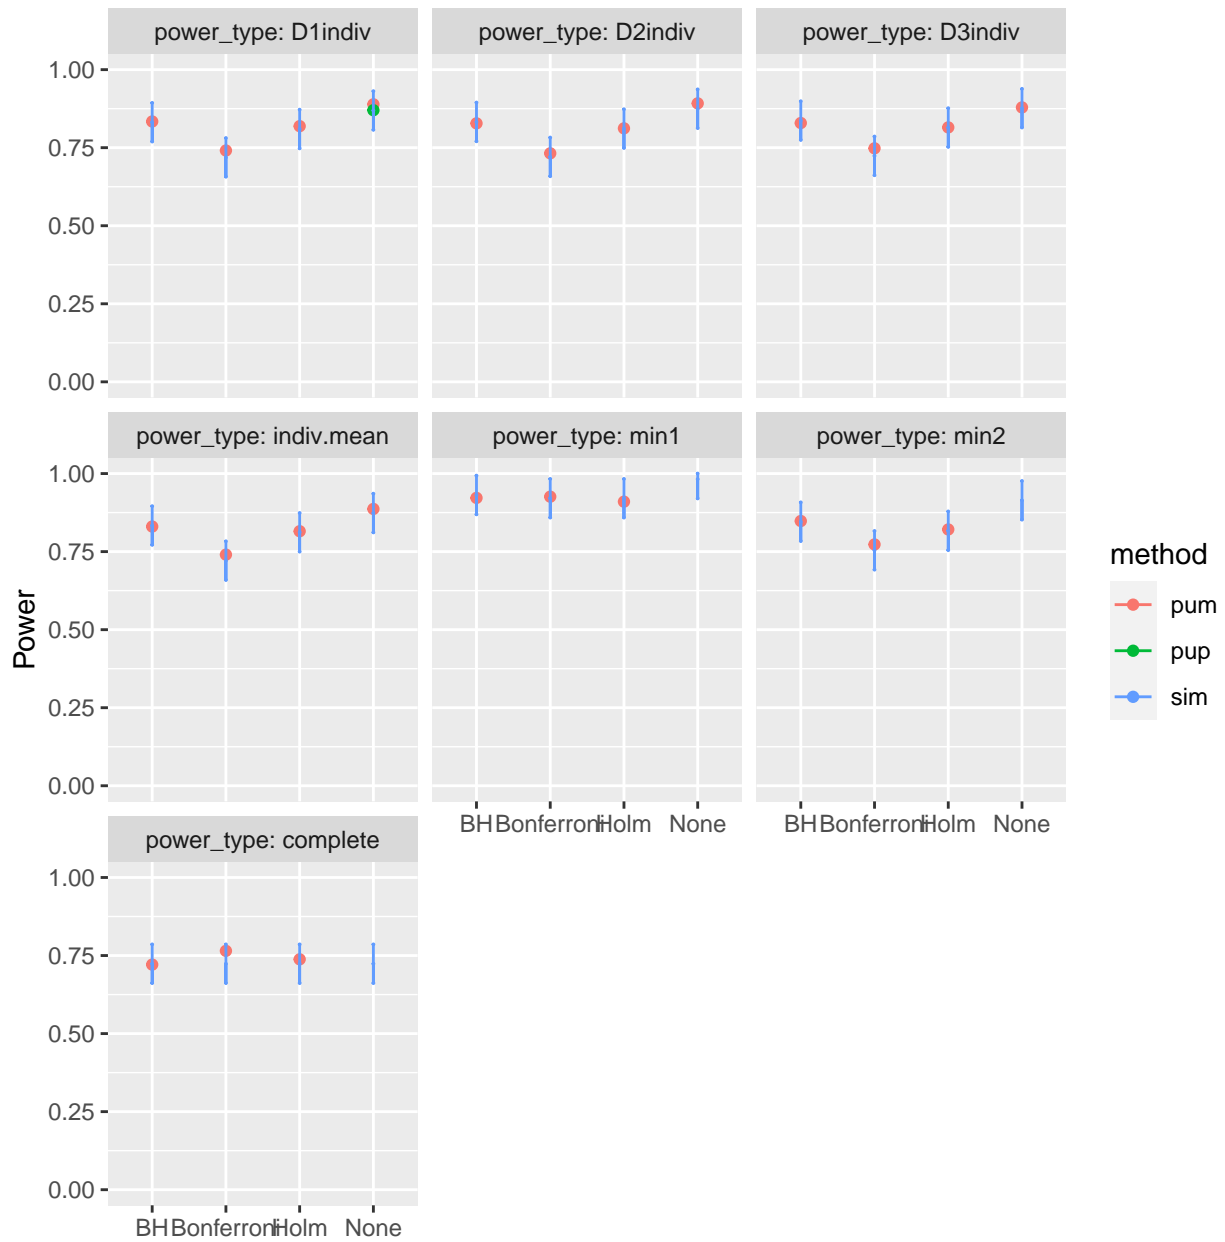 power_type: D1indiv
power_type: D2indiv
power_type: D3indiv
1.00
0.75
0.50
0.25
0.00
power_type: indiv.mean
power_type: min1
power_type: min2
1.00
0.75
0.50
0.25
0.00
BH Bonferroni Holm None
BH Bonferroni Holm None
power_type: complete
1.00
0.75
0.50
0.25
0.00
BH Bonferroni Holm None
Power
method
pum
pup
sim